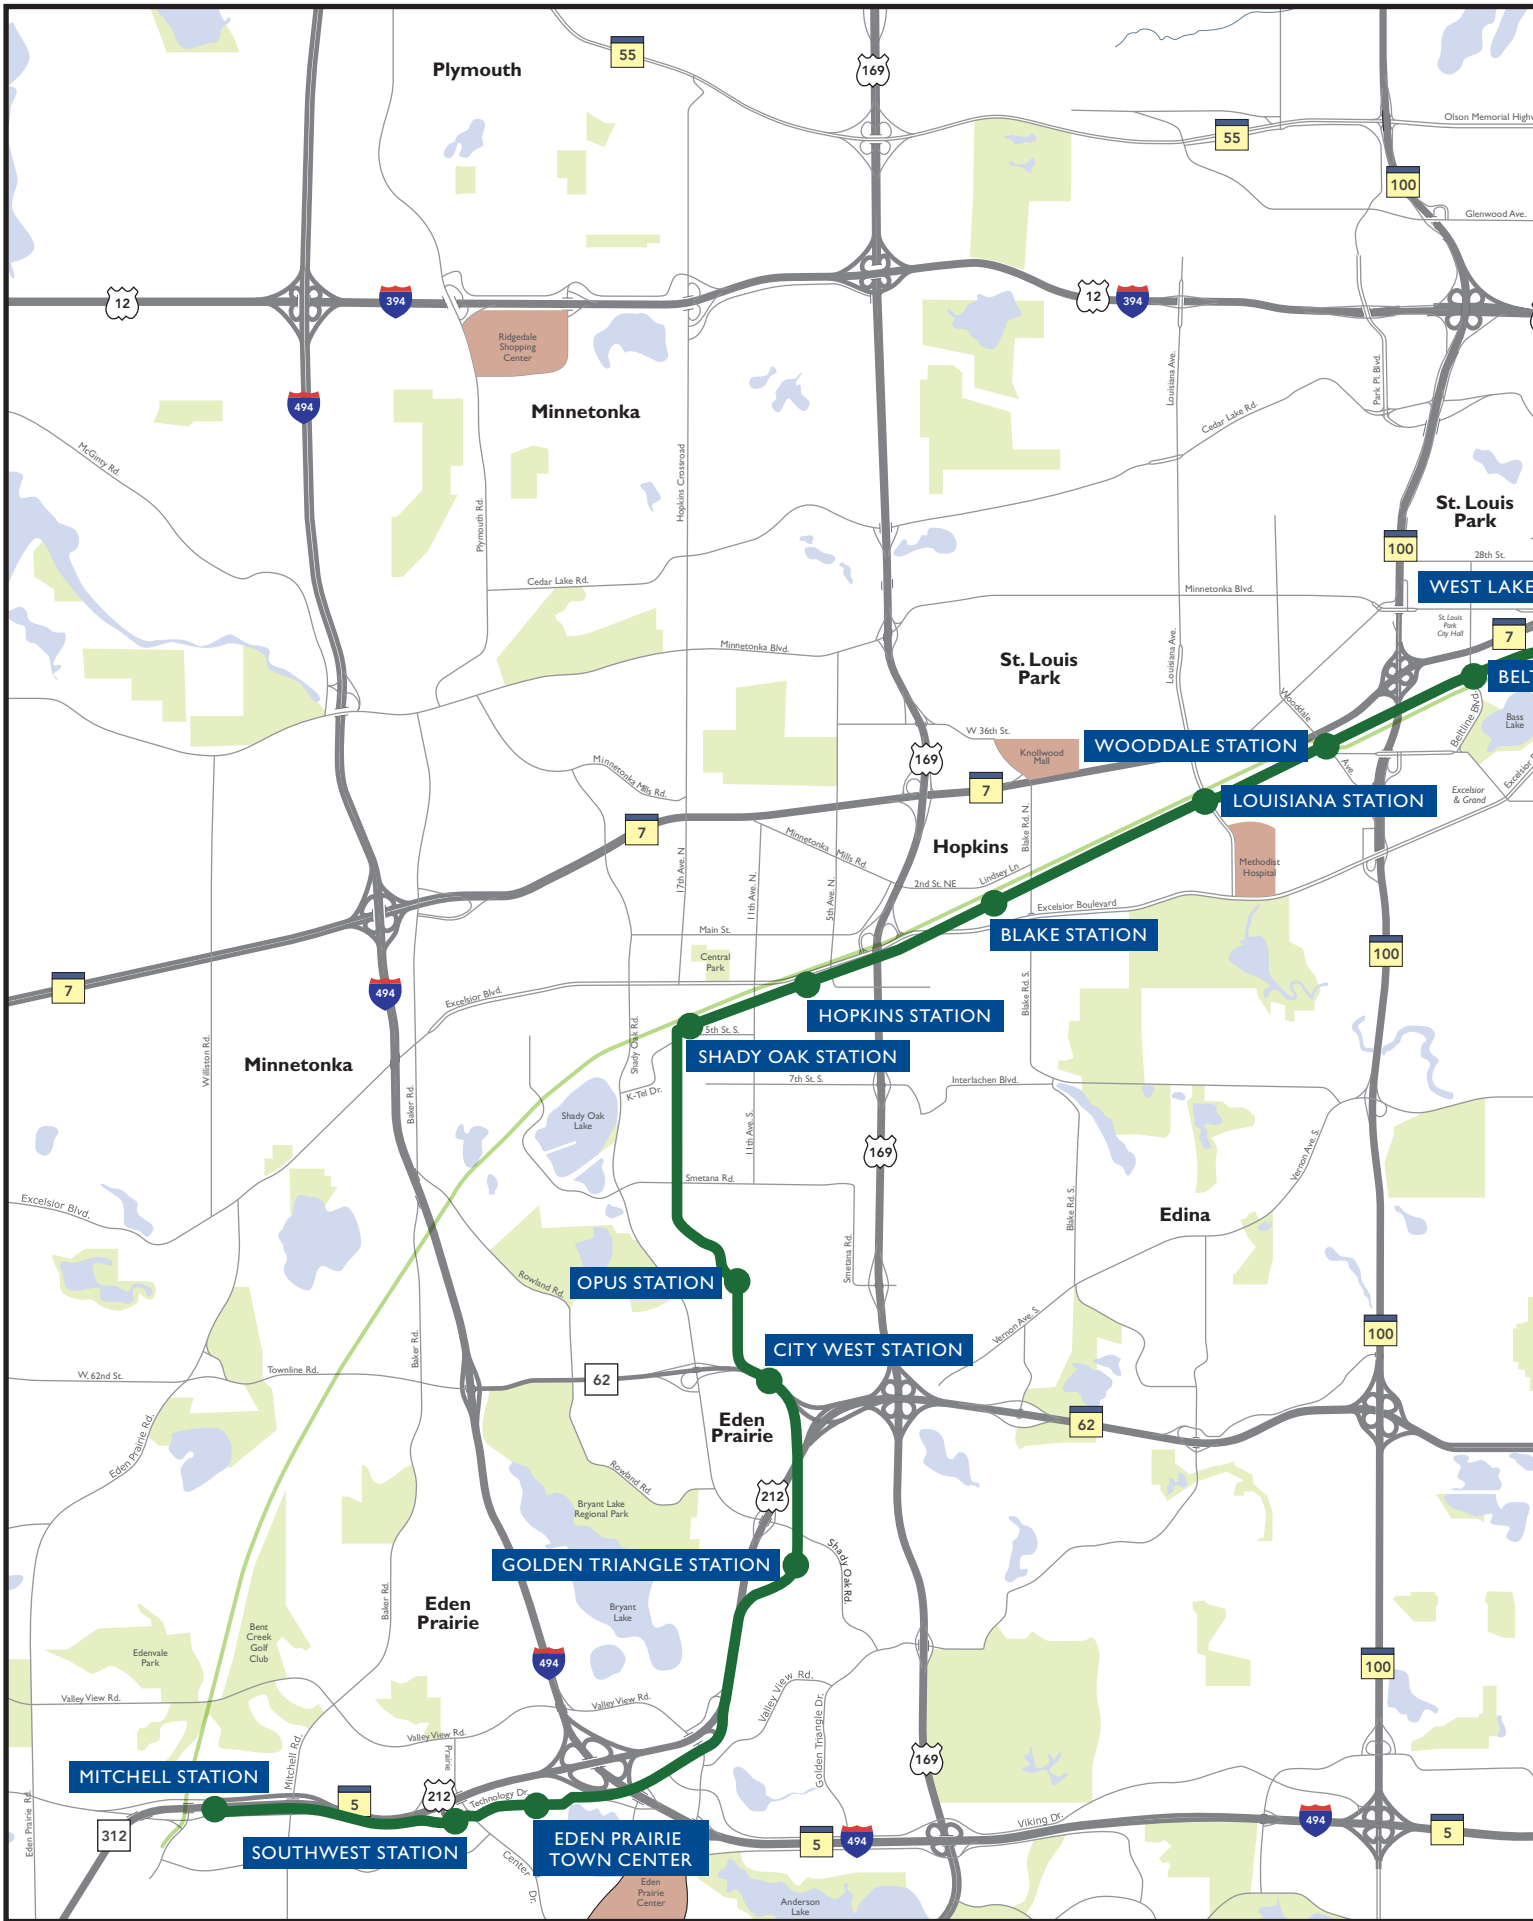 55
Plymouth
169
Olson Memorial Highw
55
100
Glenwood Ave.
12
394
12
394
Ridgedale
Shopping
Center
Louisiana Ave.
Park Pl. Blvd.
494
Minnetonka
Cedar Lake Rd.
McGinty Rd.
Hopkins Crossroad
Plymouth Rd.
St. Louis
Park
100
28th St.
Cedar Lake Rd.
Minnetonka Blvd.
WEST LAKE
St. Louis
Park
City Hall
7
Minnetonka Blvd.
St. Louis
Park
Louisiana Ave.
BELT
Wooddale
Ave.
Beltline Blvd.
Bass
Lake
W 36th St.
Knollwood
Mall
WOODDALE STATION
169
Minnetonka Mills Rd.
7
Excelsior
& Grand
LOUISIANA STATION
7
Minnetonka Mills Rd.
Hopkins
Blake Rd. N.
Methodist
Hospital
17th Ave. N
11th Ave. N.
5th Ave. N.
2nd St. NE
Lindsey Ln
Excelsior Boulevard
Main St.
BLAKE STATION
Central
Park
100
7
494
Excelsior Blvd.
Blake Rd. S.
HOPKINS STATION
5th St. S.
Shady Oak Rd.
SHADY OAK STATION
Williston Rd.
Minnetonka
Baker Rd.
K-Tel Dr.
7th St. S.
Interlachen Blvd.
Shady Oak
Lake
11th Ave. S.
169
Vernon Ave. S.
Smetana Rd.
Excelsior Blvd.
Blake Rd. S.
Edina
Smetana Rd.
Rowland Rd.
OPUS STATION
Vernon Ave. S.
100
Baker Rd.
CITY WEST STATION
W. 62nd St.
Townline Rd.
62
Eden
Prairie
62
Eden Prairie Rd.
Rowland Rd.
212
Bryant Lake
Regional Park
Shady Oak Rd.
GOLDEN TRIANGLE STATION
Baker Rd.
Eden
Prairie
Bryant
Lake
Bent
Creek
Golf
Club
Edenvale
Park
494
100
Valley View Rd.
Valley View Rd.
Valley View Rd.
Valley View Rd.
Golden Triangle Dr.
Mitchell Rd.
Prairie
169
MITCHELL STATION
212
Technology Dr.
5
Eden Prairie Rd.
312
Viking Dr.
494
5
5
494
EDEN PRAIRIE
TOWN CENTER
SOUTHWEST STATION
Center
Dr.
Eden
Prairie
Center
Anderson
Lake